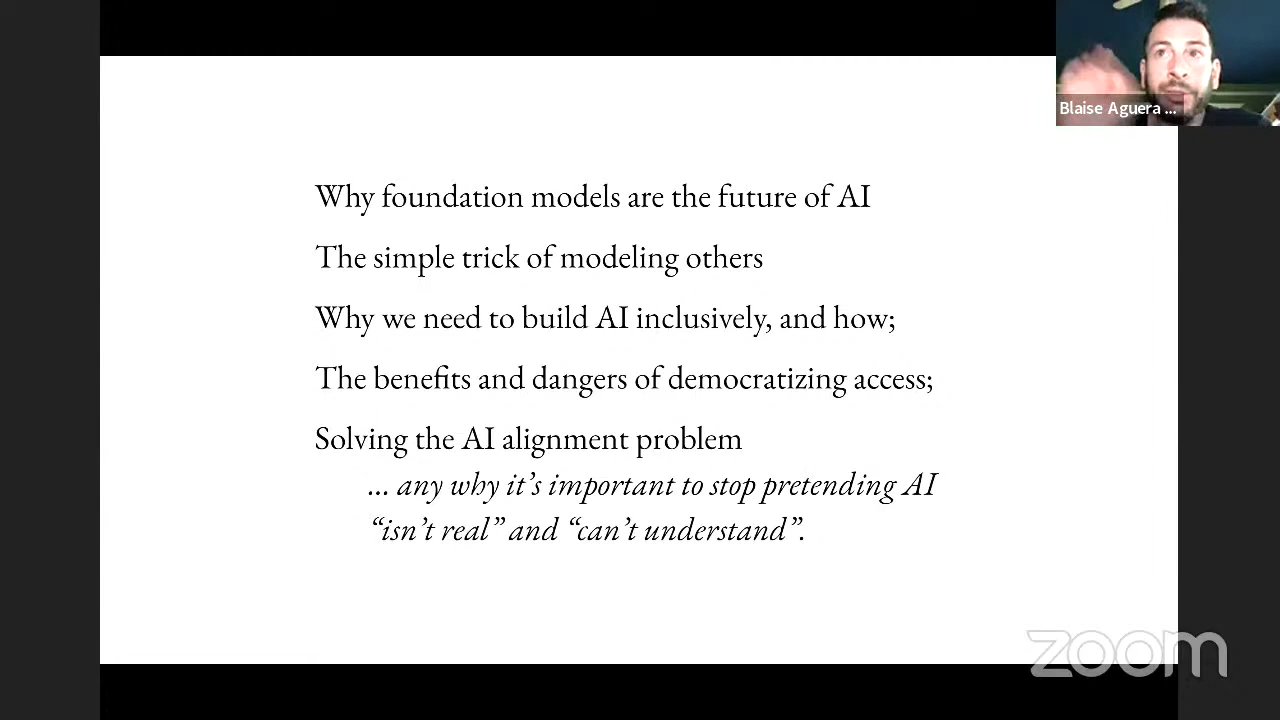 Blaise Aguera ...
Why foundation models are the future of AI
The simple trick of modeling others
Why we need to build AI inclusively, and how;
The benefits and dangers of democratizing access;
Solving the AI alignment problem
... any why it’s important to stop pretending AI
“isn’t real” and “can’t understand”.
zoom